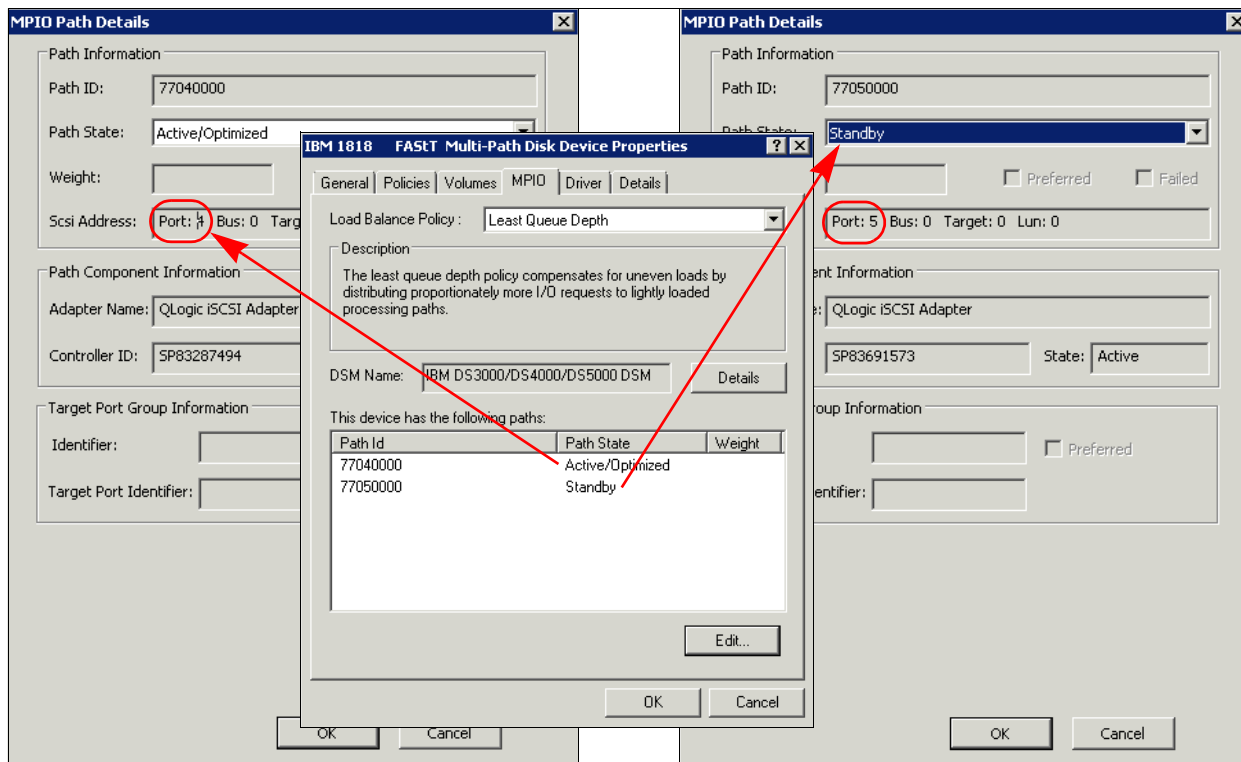 MPIO Path Details
Path Information
Path ID: 77040000
Path State: Active/Optimized
Weight:
Scsi Address: Port: 4 Bus: 0
Path Component Information
Adapter Name: QLogic iSCSI Adapter
Controller ID: SP83287494
Target Port Group Information
Identifier:
Target Port Identifier:
OK Cancel
IBM 1818 FAStT Multi-Path Disk Device Properties
General Policies Volumes MPIO Driver Details
Load Balance Policy : Least Queue Depth
Description
The least queue depth policy compensates for uneven loads by
distributing proportionately more I/O requests to lightly loaded
processing paths.
DSM Name: IBM DS3000/DS4000/DS5000 DSM Details
This device has the following paths:
Path Id Path State Weight
77040000 Active/Optimized
77050000 Standby
Edit...
OK Cancel
MPIO Path Details
Path Information
Path ID: 77050000
Path State: Standby
Preferred Failed
Port: 5 Bus: 0 Target: 0 Lun: 0
Information
QLogic iSCSI Adapter
SP83691573 State: Active
Information
Preferred
OK Cancel